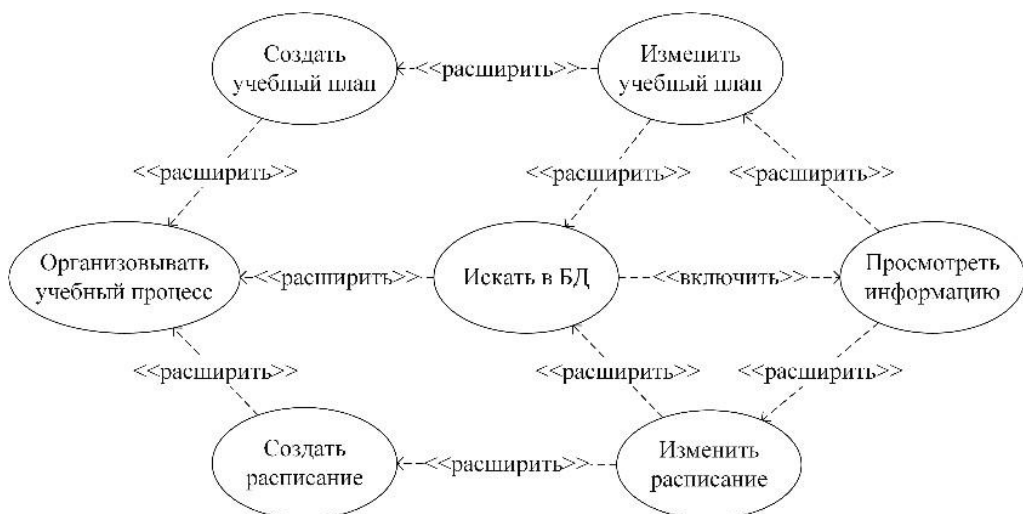 Создать
учебный план
<<расширить>>
Изменить
учебный план
<<расширить>>
<<расширить>>
<<расширить>>
Организовывать
учебный процесс
<<расширить>>
Искать в БД
<<включить>>
Просмотреть
информацию
<<расширить>>
<<расширить>>
<<расширить>>
Создать
расписание
<<расширить>>
Изменить
расписание